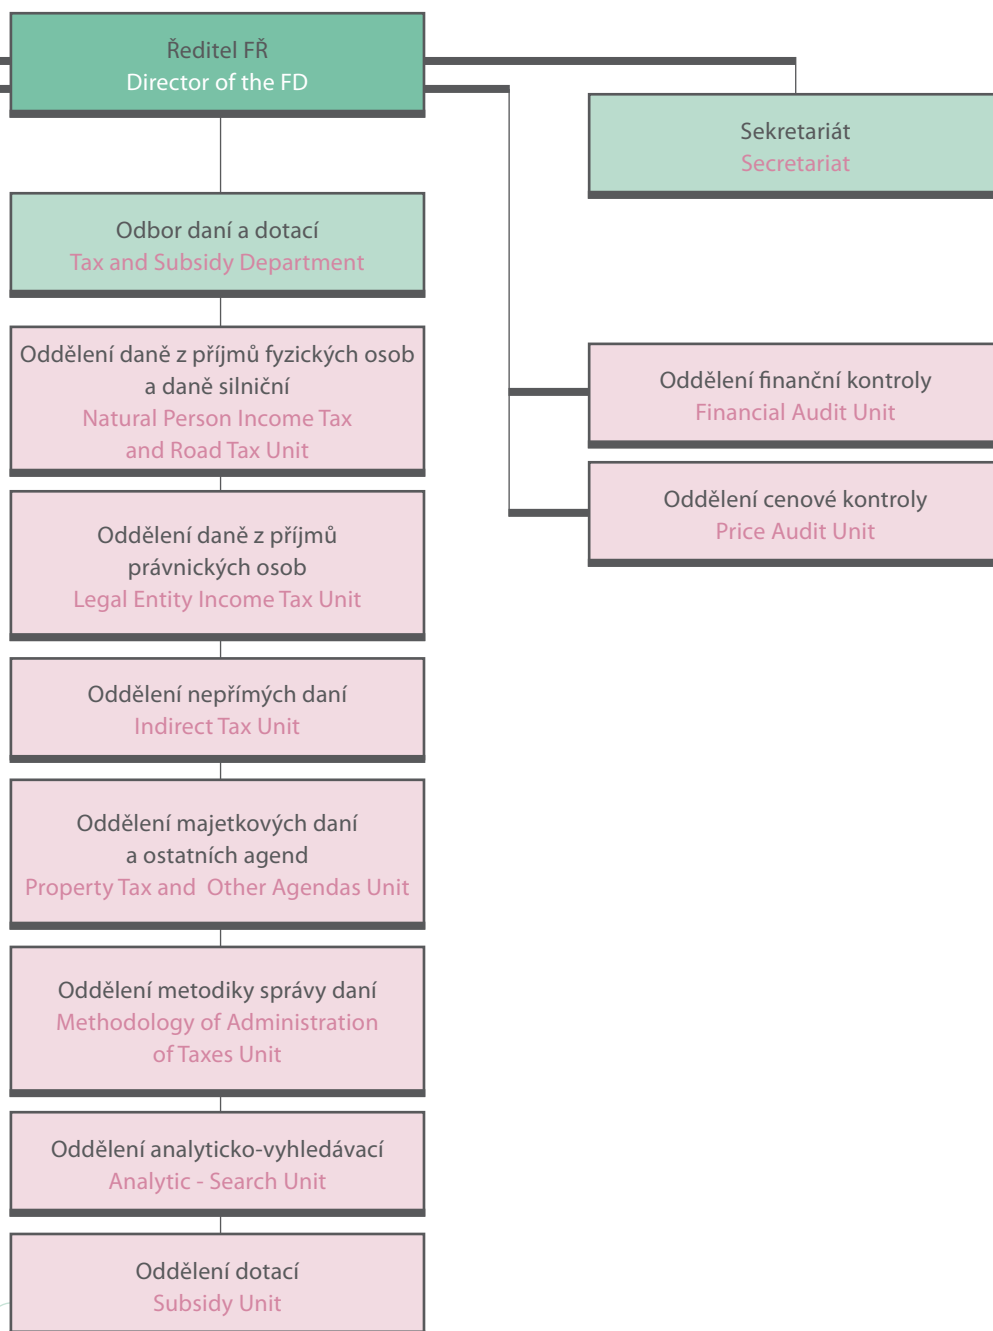 Ředitel FŘ
Director of the FD
Sekretariát
Secretariat
Odbor daní a dotací
Tax and Subsidy Department
Oddělení daně z příjmů fyzických osob
a daně silniční
Natural Person Income Tax
and Road Tax Unit
Oddělení finanční kontroly
Financial Audit Unit
Oddělení cenové kontroly
Price Audit Unit
Oddělení daně z příjmů
právnických osob
Legal Entity Income Tax Unit
Oddělení nepřímých daní
Indirect Tax Unit
Oddělení majetkových daní
a ostatních agend
Property Tax and  Other Agendas Unit
Oddělení metodiky správy daní
Methodology of Administration
of Taxes Unit
Oddělení analyticko-vyhledávací
Analytic - Search Unit
Oddělení dotací
Subsidy Unit